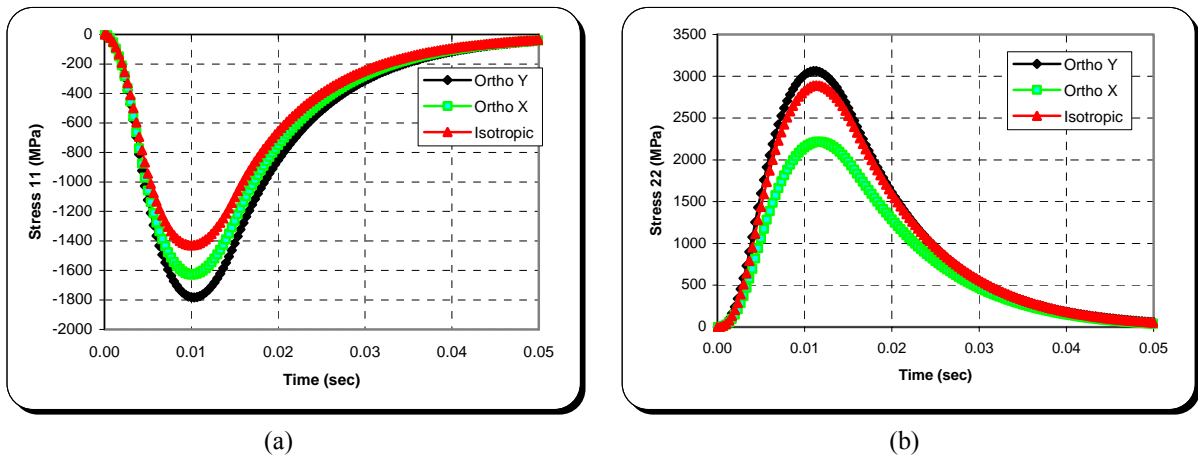 0
-200
-400
-600
-800
-1000
-1200
-1400
-1600
-1800
-2000
Stress 11 (MPa)
Ortho Y
Ortho X
Isotropic
0.00 0.01 0.02 0.03 0.04 0.05
Time (sec)
(a)
3500
3000
2500
2000
1500
1000
500
0
Stress 22 (MPa)
Ortho Y
Ortho X
Isotropic
0.00 0.01 0.02 0.03 0.04 0.05
Time (sec)
(b)